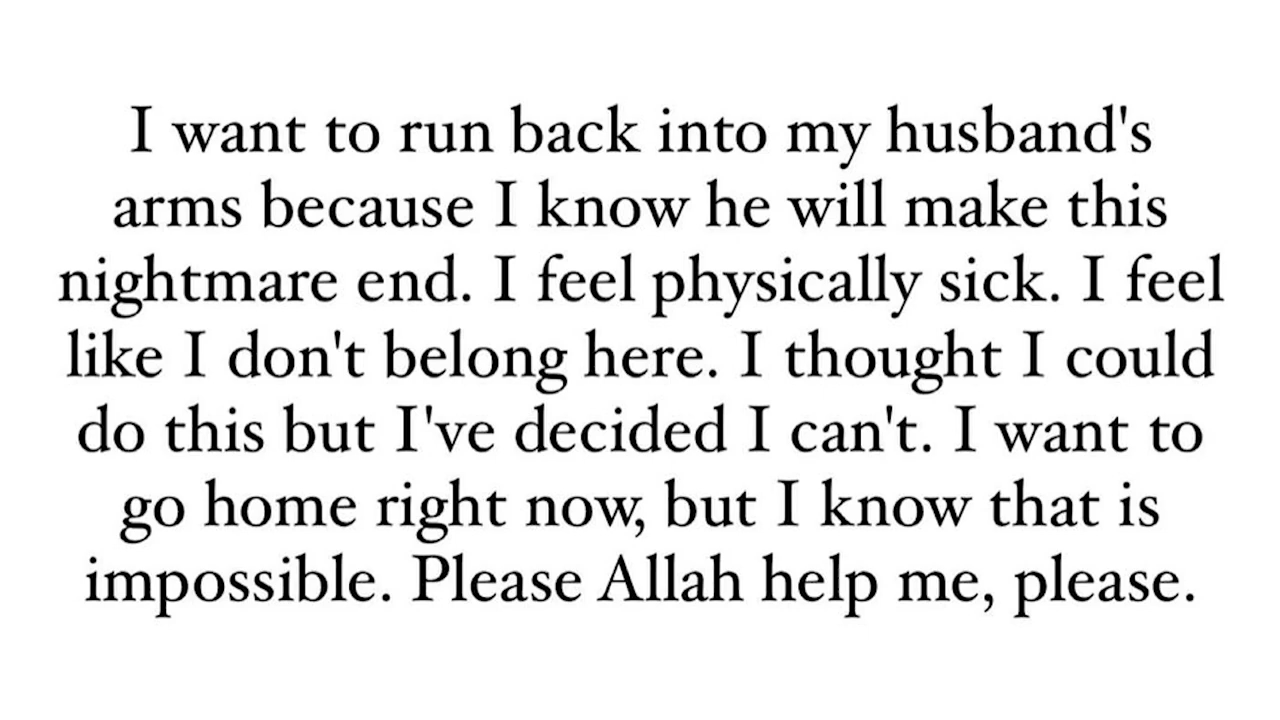 I want to run back into my husband's
arms because I know he will make this
nightmare end. I feel physically sick. I feel
like I don't belong here. I thought I could
do this but I've decided I can't. I want to
go home right now, but I know that is
impossible. Please Allah help me, please.